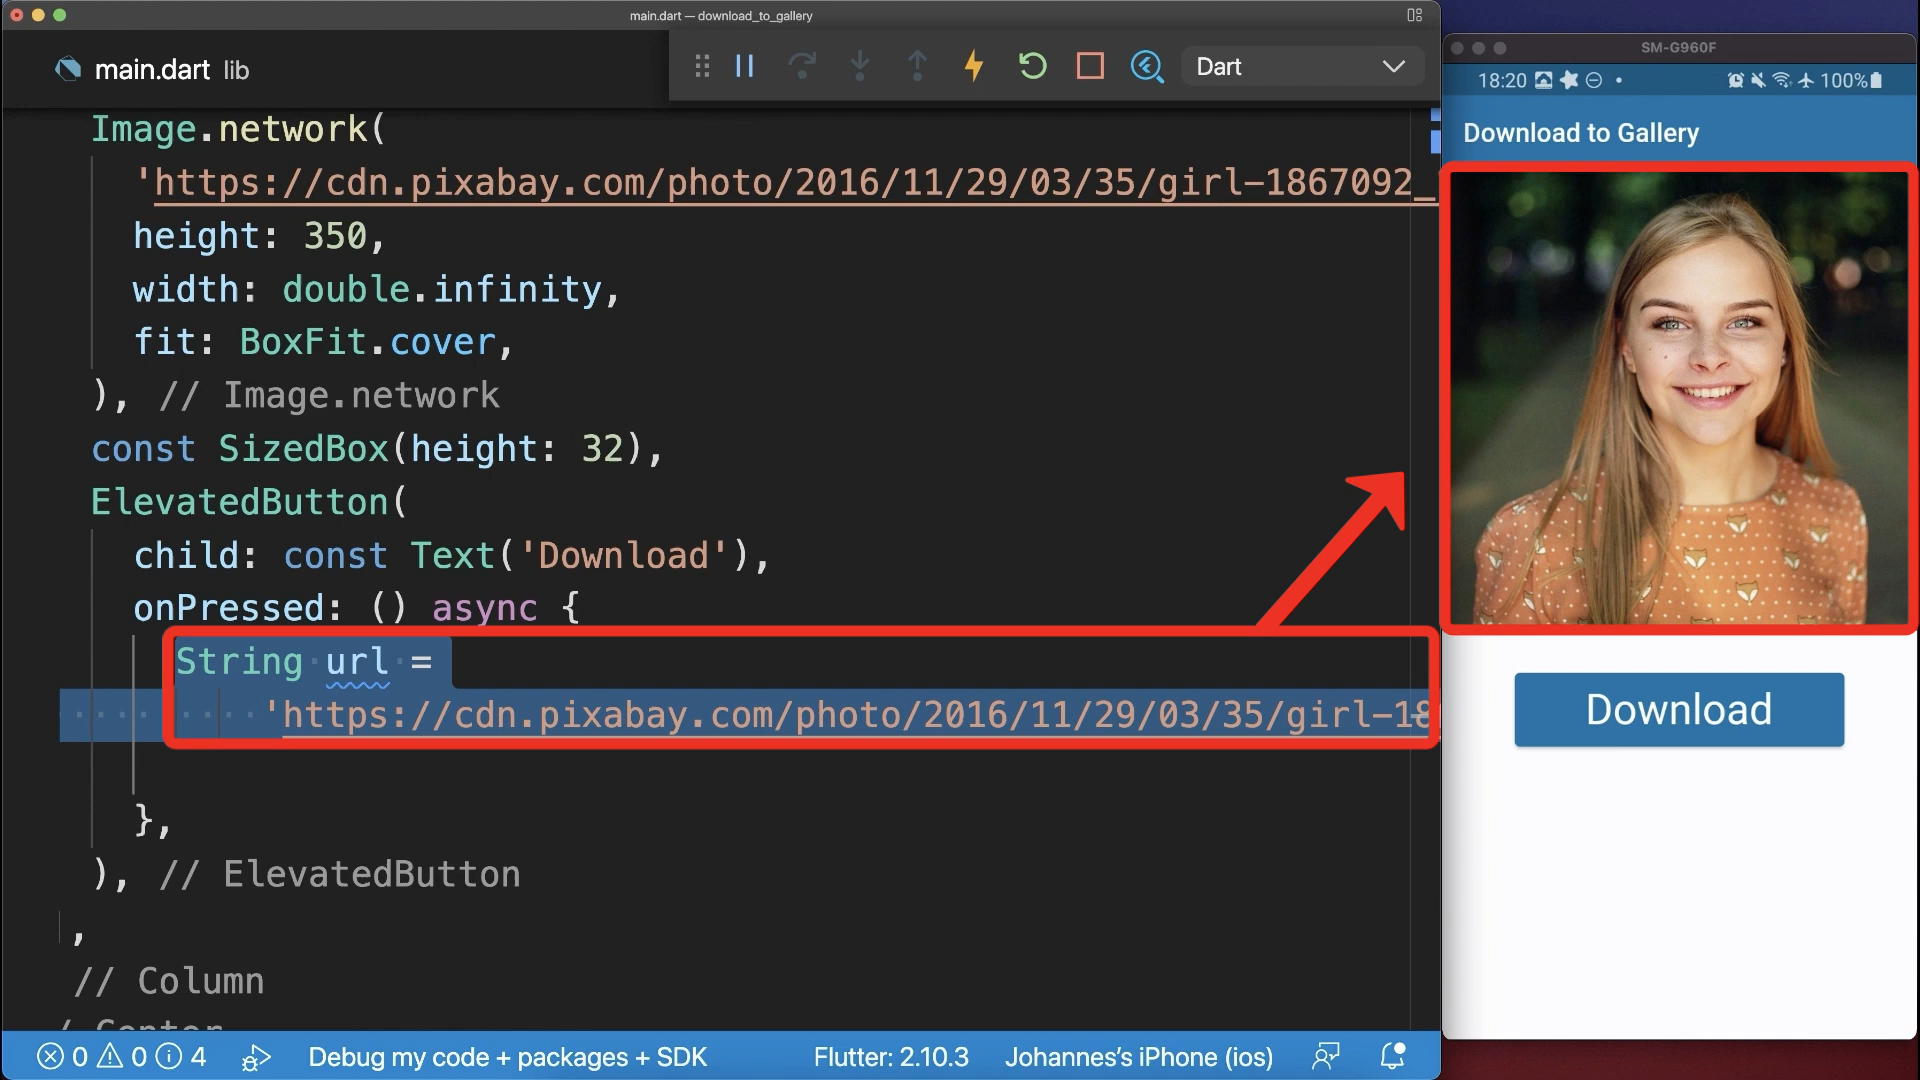 main.dart — download_to_gallery
main.dart lib
Dart
Image.network(
'https://cdn.pixabay.com/photo/2016/11/29/03/35/girl-1867092_
height: 350,
width: double.infinity,
fit: BoxFit.cover,
), // Image.network
const SizedBox(height: 32),
ElevatedButton(
child: const Text('Download'),
onPressed: () async {
String url =
'https://cdn.pixabay.com/photo/2016/11/29/03/35/girl-18
},
), // ElevatedButton
,
// Column
/ Center
0 0 4 Debug my code + packages + SDK Flutter: 2.10.3 Johannes's iPhone (ios)
SM-G960F
18:20 100%
Download to Gallery
Download